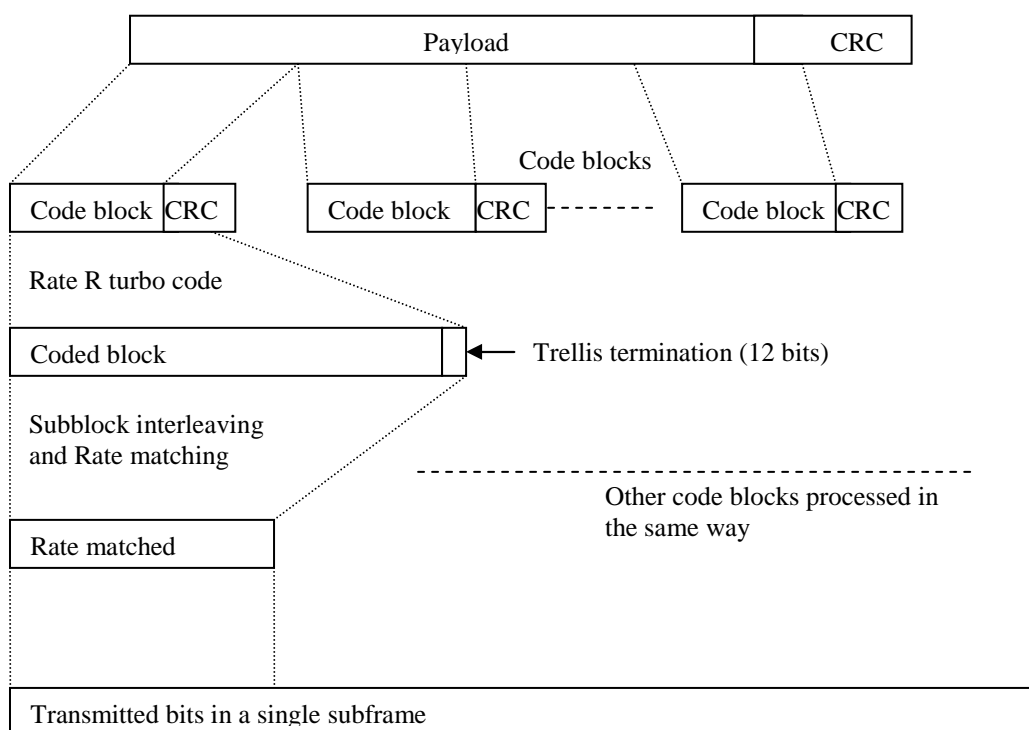 Payload CRC
Code blocks
Code block CRC Code block CRC Code block CRC
Rate R turbo code
Coded block
Trellis termination (12 bits)
Subblock interleaving
and Rate matching
Other code blocks processed in
the same way
Rate matched
Transmitted bits in a single subframe